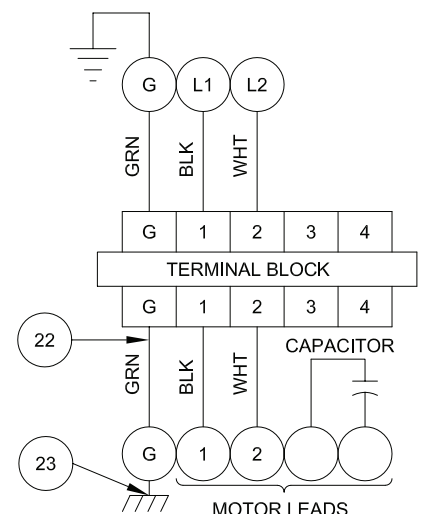 G L1 L2
GRN BLK WHT
G 1 2 3 4
TERMINAL BLOCK
G 1 2 3 4
22
CAPACITOR
GRN BLK WHT
G 1 2
23
MOTOR LEADS